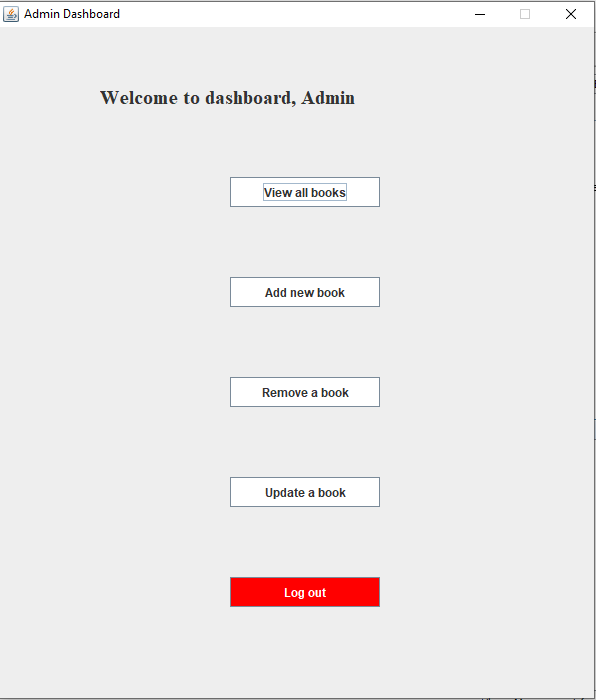 Admin Dashboard
Welcome to dashboard, Admin
View all books
Add new book
Remove a book
Update a book
Log out